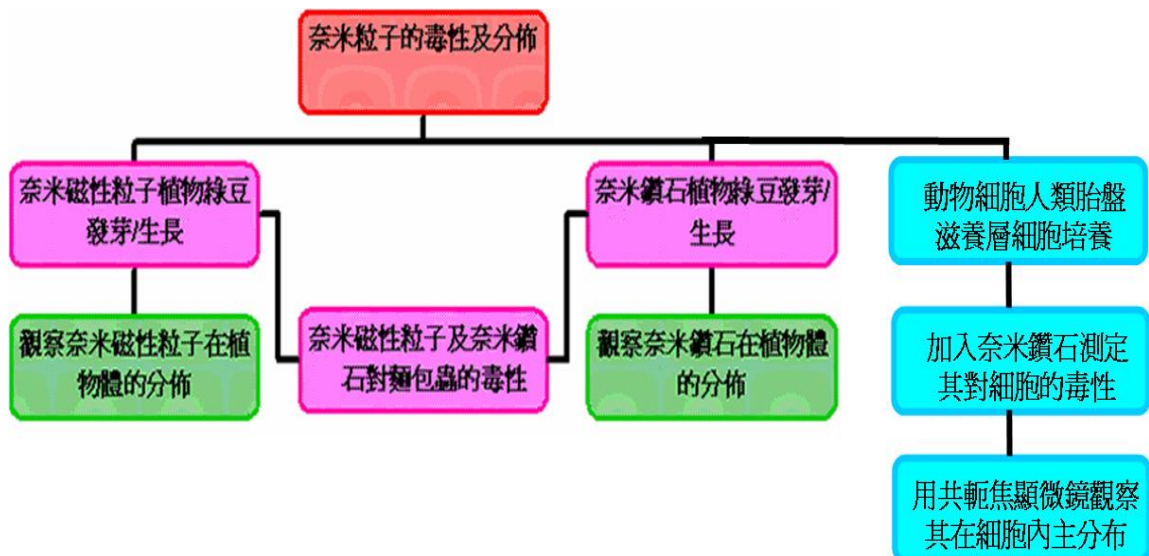 奈米粒子的毒性及分佈
奈米磁性粒子植物綠豆
發芽/生長
奈米鑽石植物綠豆發芽/
生長
動物細胞人類胎盤
滋養層細胞培養
觀察奈米磁性粒子在植
物體的分佈
奈米磁性粒子及奈米鑽
石對麵包蟲的毒性
觀察奈米鑽石在植物體
的分佈
加入奈米鑽石測定
其對細胞的毒性
用共軛焦顯微鏡觀察
其在細胞內主分布